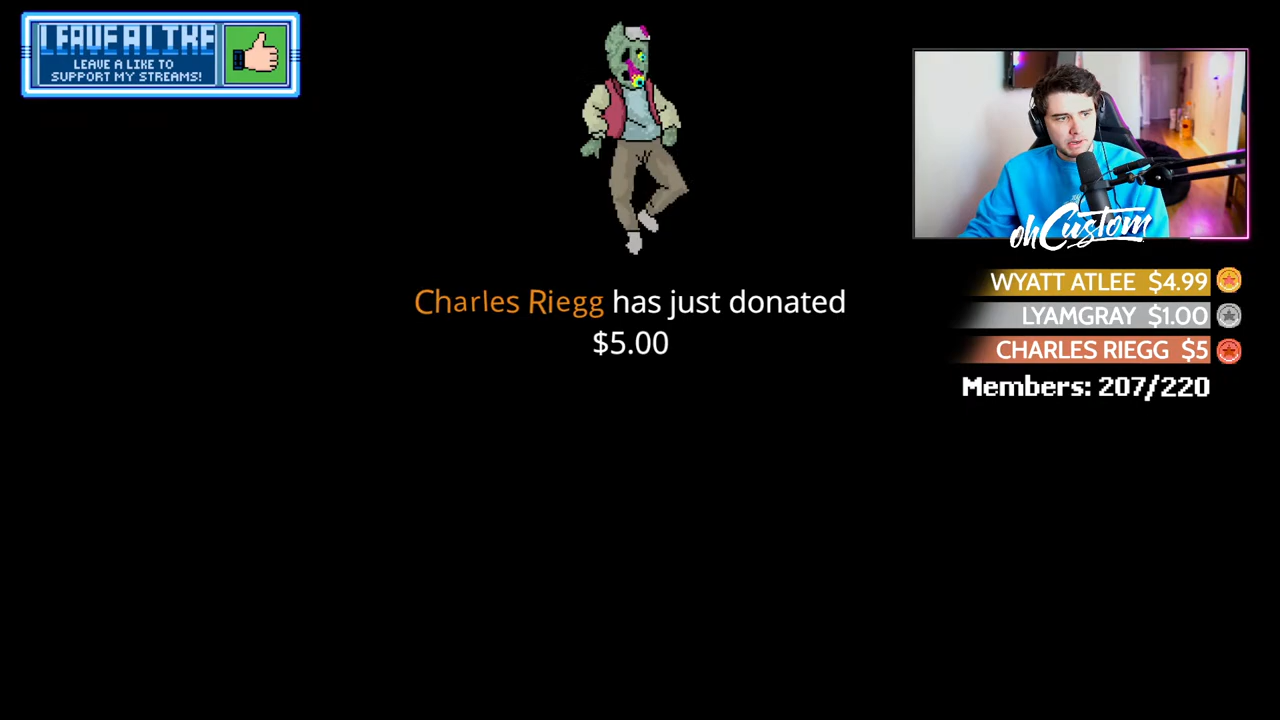 LEAVE A LIKE
LEAVE A LIKE TO
SUPPORT MY STREAMS!
ohCustom
Charles Riegg has just donated
$5.00
WYATT ATLEE $4.99
LYAMGRAY $1.00
CHARLES RIEGG $5
Members: 207/220